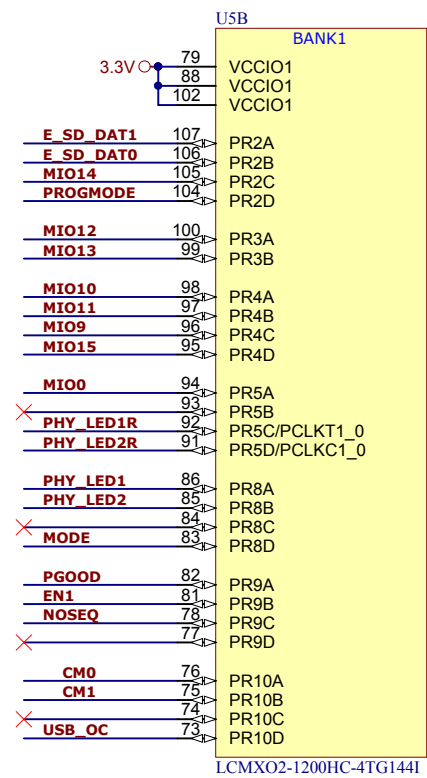 U5B
BANK1
3.3V 79 VCCIO1
88 VCCIO1
102 VCCIO1
E_SD_DAT1 107 PR2A
E_SD_DAT0 106 PR2B
MIO14 105 PR2C
PROGMODE 104 PR2D
MIO12 100 PR3A
MIO13 99 PR3B
MIO10 98 PR4A
MIO11 97 PR4B
MIO9 96 PR4C
MIO15 95 PR4D
MIO0 94 PR5A
93 PR5B
PHY_LED1R 92 PR5C/PCLKT1_0
PHY_LED2R 91 PR5D/PCLKC1_0
PHY_LED1 86 PR8A
PHY_LED2 85 PR8B
84 PR8C
MODE 83 PR8D
PGOOD 82 PR9A
EN1 81 PR9B
NOSEQ 78 PR9C
77 PR9D
CM0 76 PR10A
CM1 75 PR10B
74 PR10C
USB_OC 73 PR10D
LCMXO2-1200HC-4TG144I